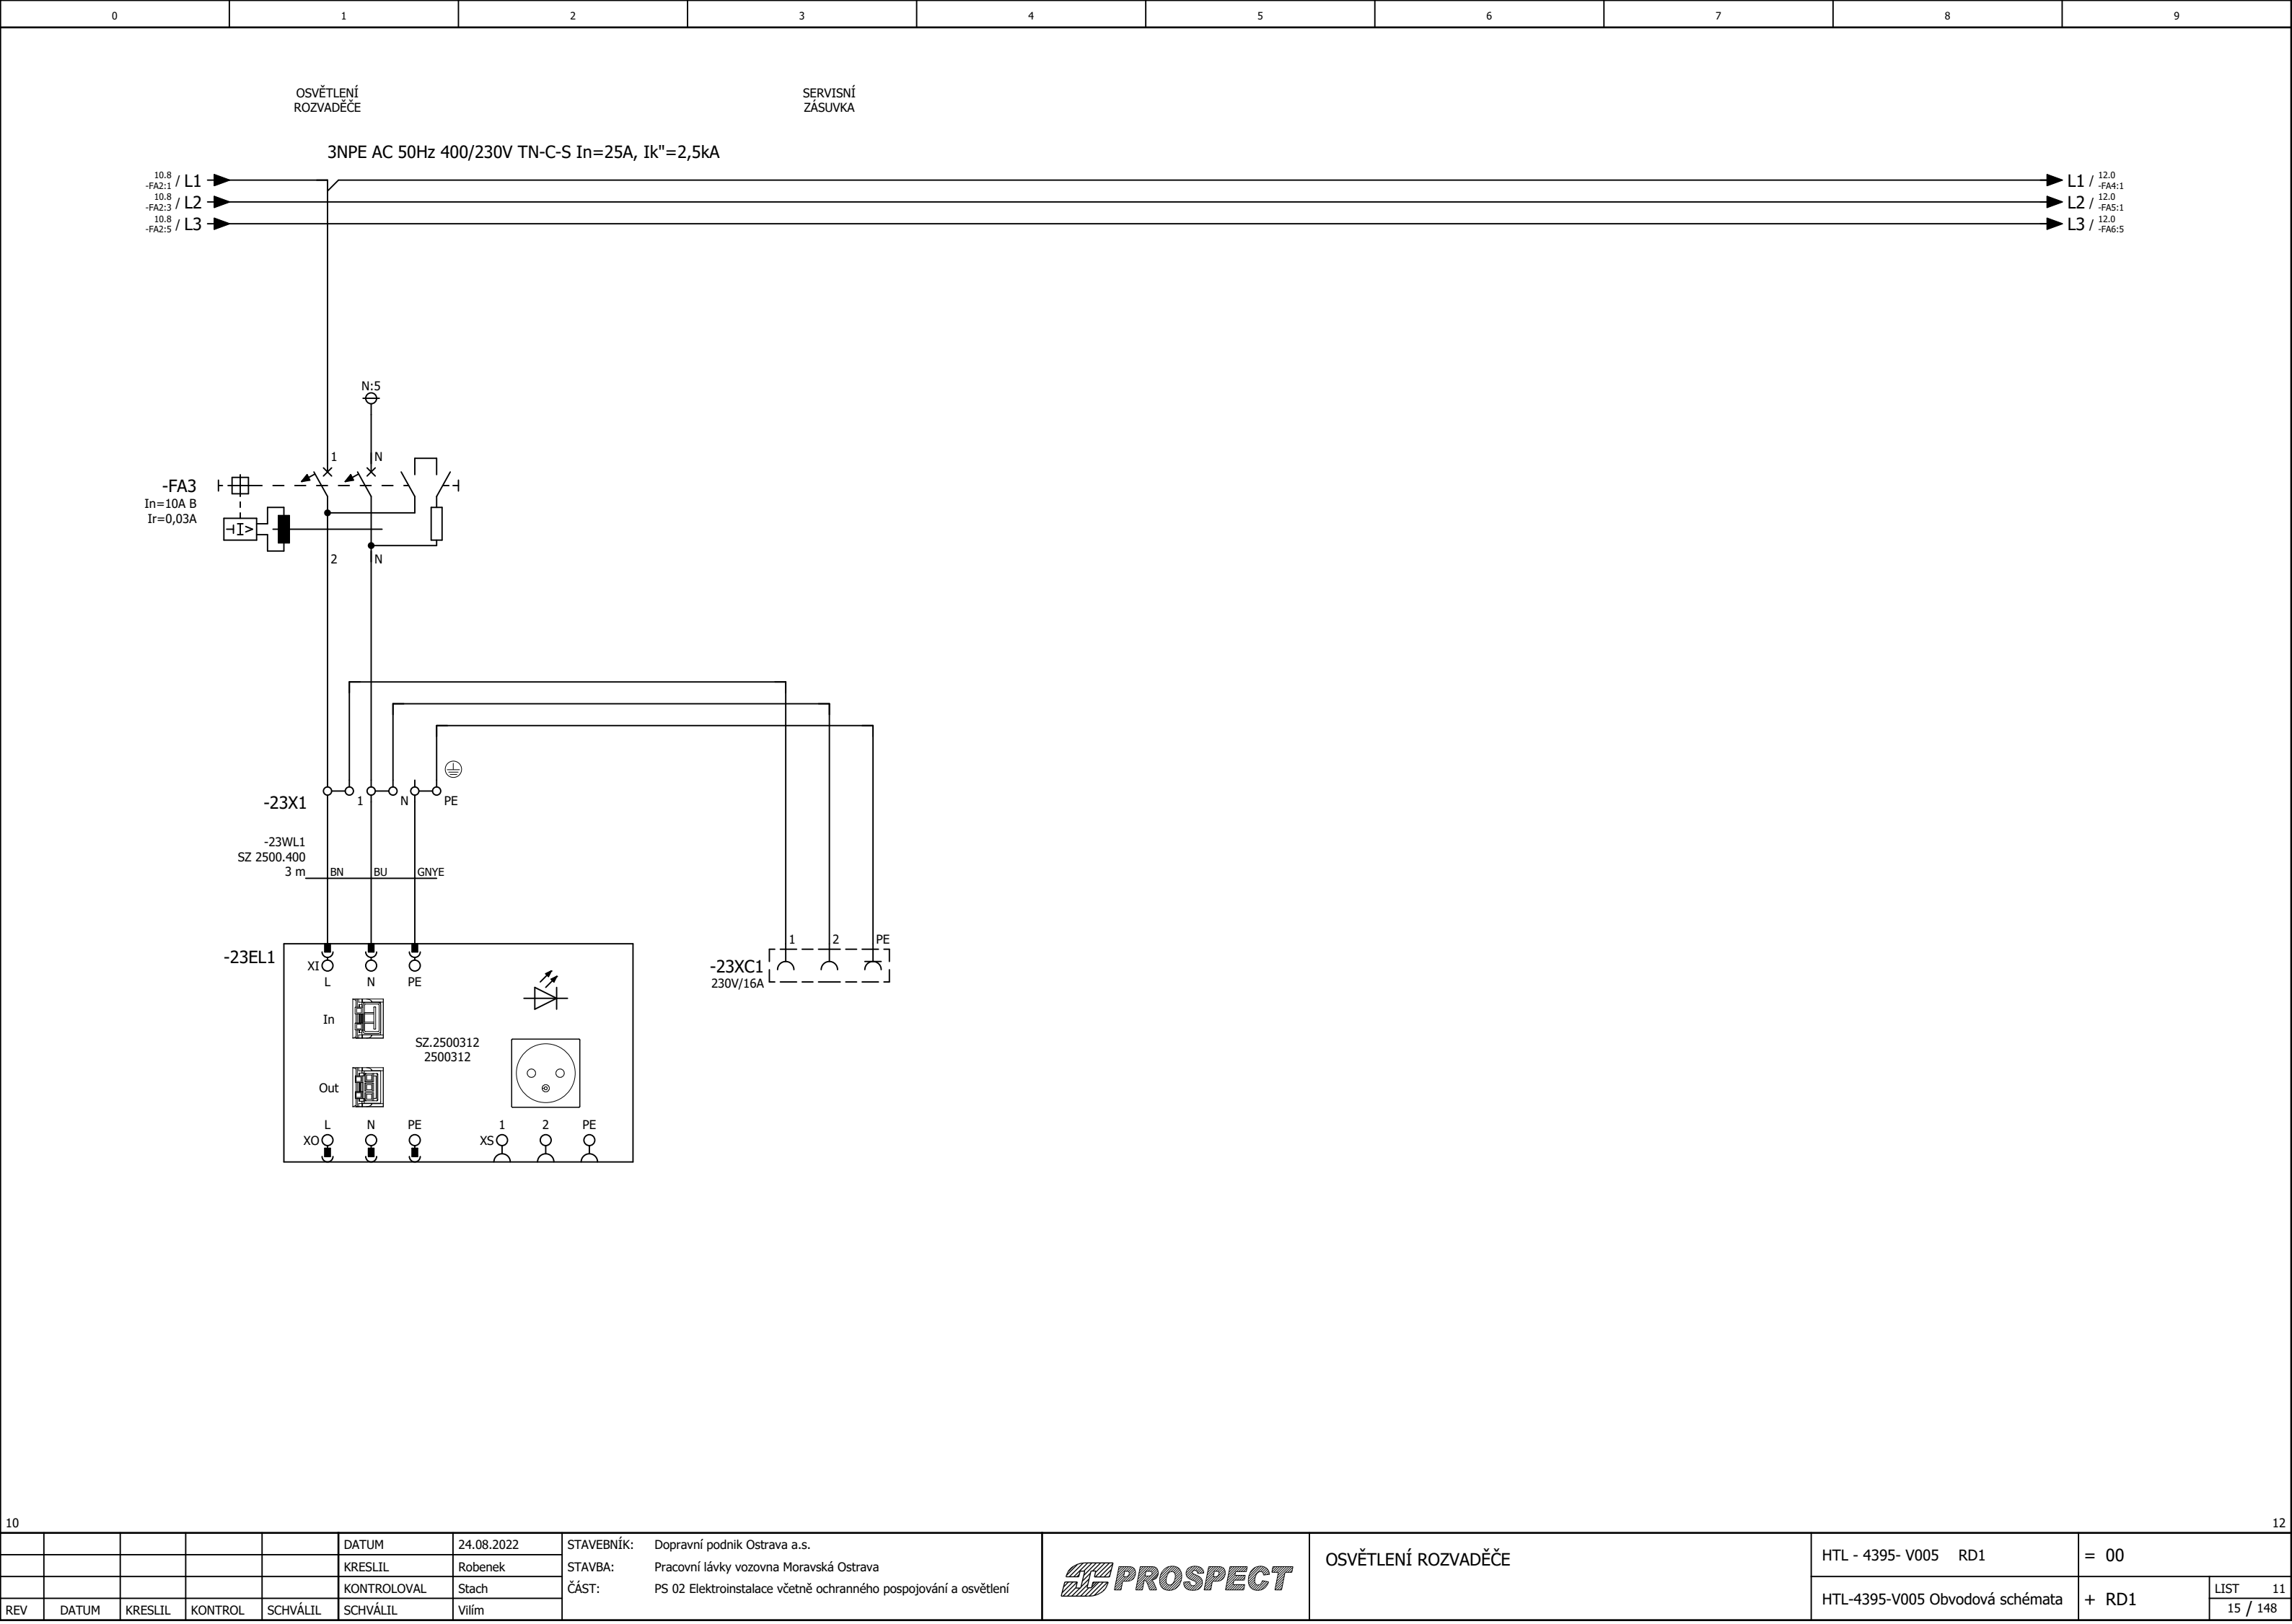 0 1 2 3 4 5 6 7 8 9
OSVĚTLENÍ
ROZVADĚČE
SERVISNÍ
ZÁSUVKA
3NPE AC 50Hz 400/230V TN-C-S In=25A, Ik"=2,5kA
10.8
-FA2:1 / L1
10.8
-FA2:3 / L2
10.8
-FA2:5 / L3
L1 / 12.0
-FA4:1
L2 / 12.0
-FA5:1
L3 / 12.0
-FA6:5
N:5
1 N
-FA3
In=10A B
Ir=0,03A
I>
2 N
-23X1
1 N PE
-23WL1
SZ 2500.400
3 m
BN BU GNYE
-23EL1
XI
L N PE
In
SZ.2500312
2500312
Out
L N PE
XO
1 2 PE
XS
1 2 PE
-23XC1
230V/16A
10
12
DATUM 24.08.2022
KRESLIL Robenek
KONTROLOVAL Stach
REV DATUM KRESLIL KONTROL SCHVÁLIL SCHVÁLIL Vilím
STAVEBNÍK: Dopravní podnik Ostrava a.s.
STAVBA: Pracovní lávky vozovna Moravská Ostrava
ČÁST: PS 02 Elektroinstalace včetně ochranného pospojování a osvětlení
PROSPECT
OSVĚTLENÍ ROZVADĚČE
HTL - 4395- V005 RD1
= 00
HTL-4395-V005 Obvodová schémata
+ RD1
LIST 11
15 / 148